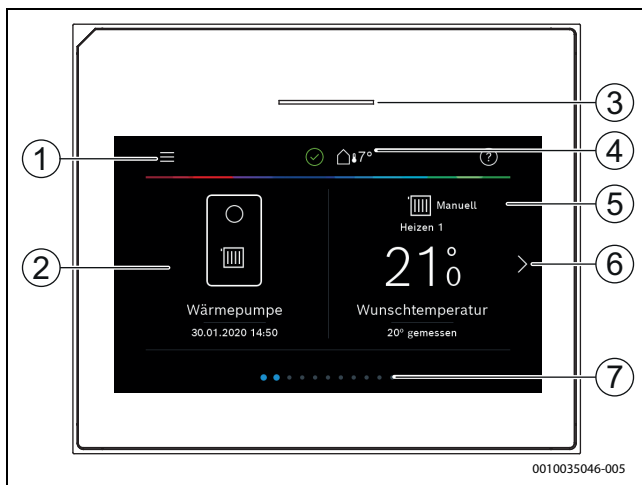 7°
?
Manuell
Heizen 1
21°0
Wärmepumpe
Wunschtemperatur
30.01.2020 14:50
20° gemessen
1
2
3
4
5
6
7
0010035046-005